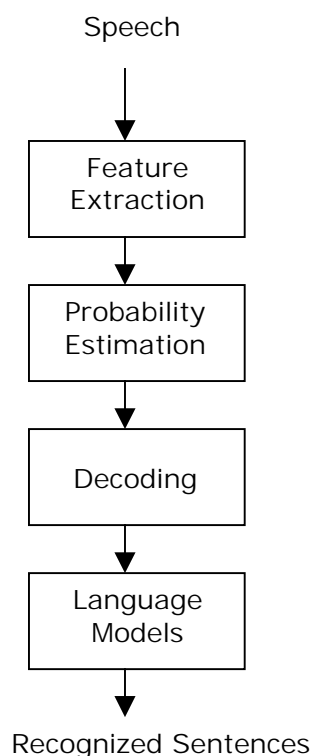 Speech
Feature
Extraction
Probability
Estimation
Decoding
Language
Models
Recognized Sentences